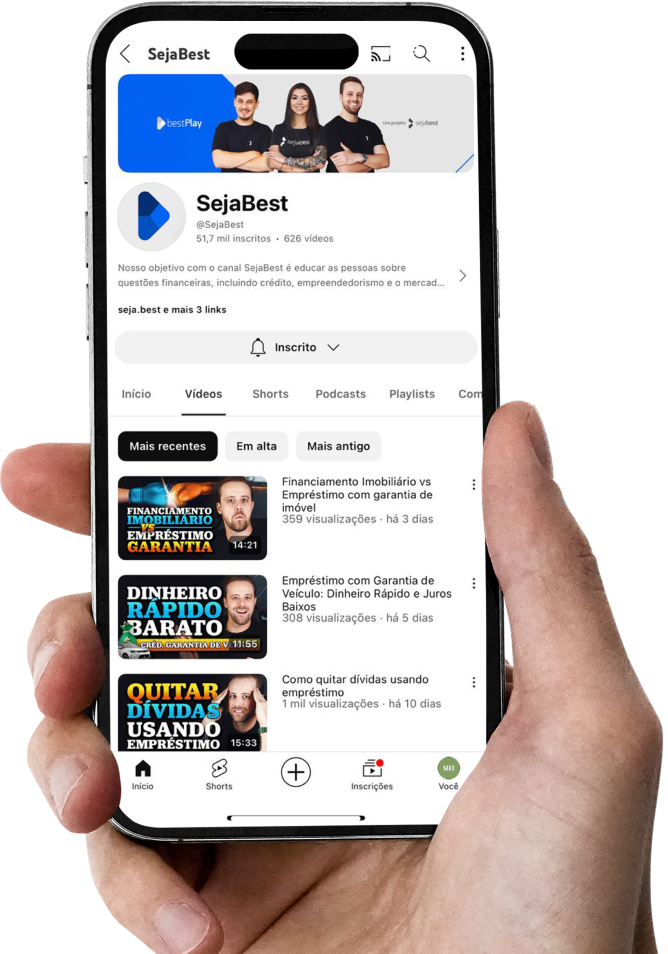 SejaBest
bestPlay
Um projeto sejabest
SejaBest
@SejaBest
51,7 mil inscritos • 626 vídeos
Nosso objetivo com o canal SejaBest é educar as pessoas sobre
questões financeiras, incluindo crédito, empreendedorismo e o mercad...
seja.best e mais 3 links
Inscrito
Início Vídeos Shorts Podcasts Playlists Com
Mais recentes Em alta Mais antigo
FINANCIAMENTO
IMOBILIÁRIO
VS
EMPRÉSTIMO
GARANTIA
14:21
Financiamento Imobiliário vs
Empréstimo com garantia de
imóvel
359 visualizações · há 3 dias
DINHEIRO
RÁPIDO
BARATO
CRÉD. GARANTIA DE V
11:55
Empréstimo com Garantia de
Veículo: Dinheiro Rápido e Juros
Baixos
308 visualizações · há 5 dias
QUITAR
DÍVIDAS
USANDO
EMPRÉSTIMO
15:33
Como quitar dívidas usando
empréstimo
1 mil visualizações · há 10 dias
MAX
Início Shorts Inscrições Você